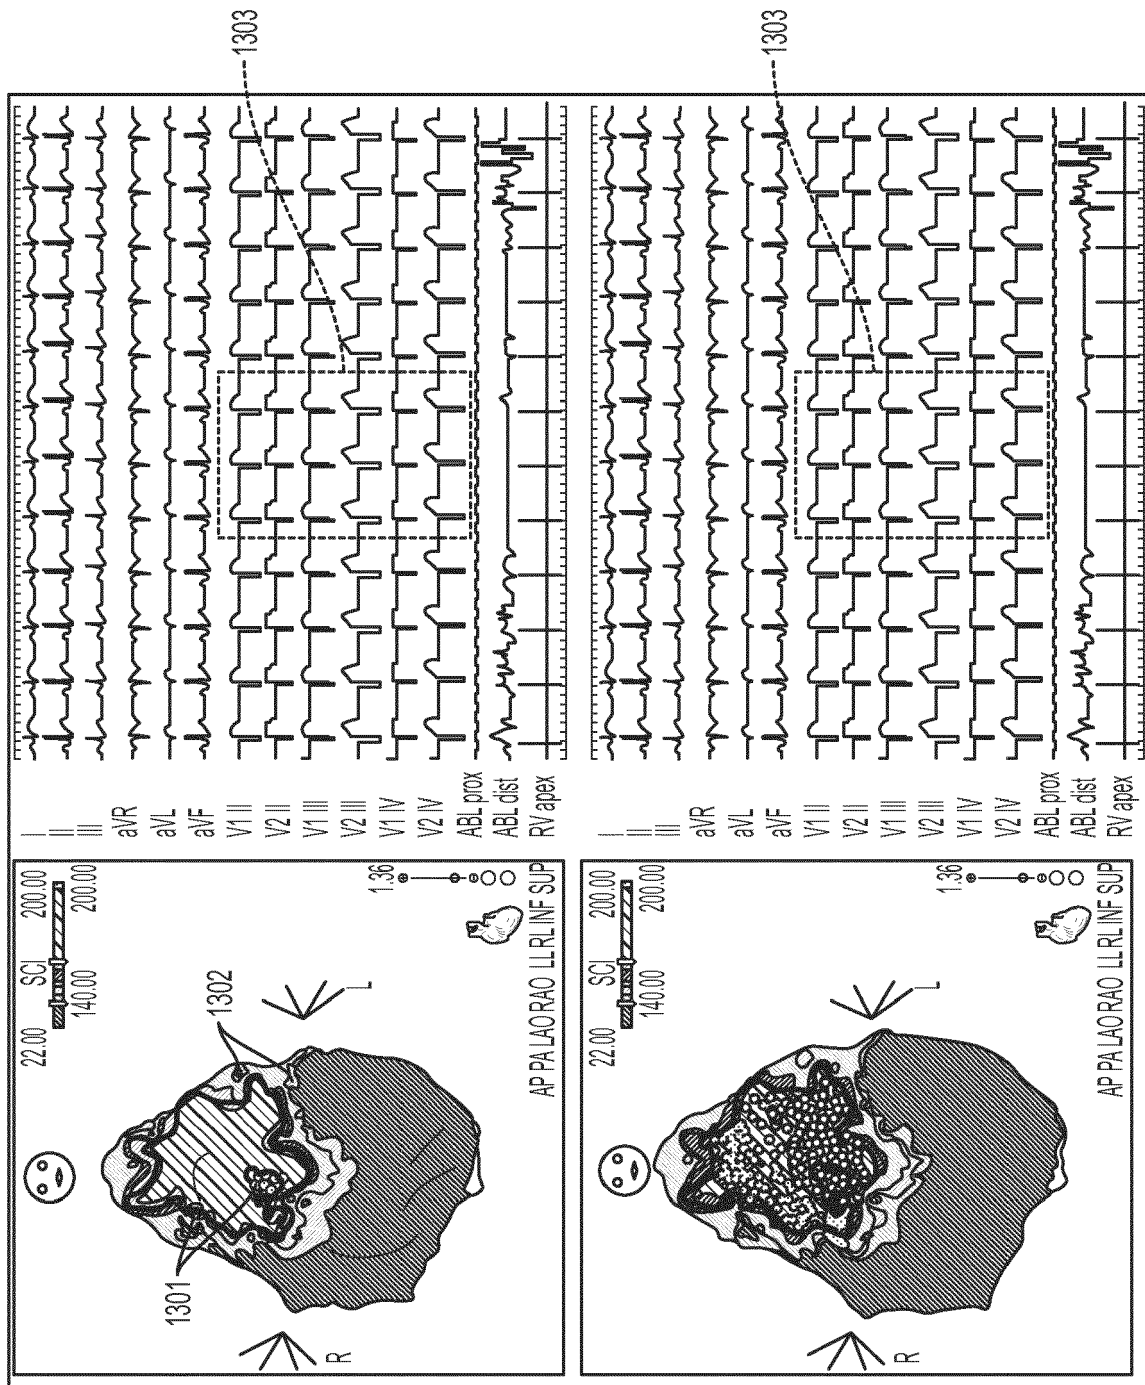 22.00 SCI 200.00
140.00 200.00
1301
1302
R
L
1.36
AP PA LAO RAO LL RL INF SUP
I
II
III
aVR
aVL
aVF
V1 II
V2 II
V1 III
V2 III
V1 IV
V2 IV
ABL prox
ABL dist
RV apex
1303
22.00 SCI 200.00
140.00 200.00
R
L
1.36
AP PA LAO RAO LL RL INF SUP
I
II
III
aVR
aVL
aVF
V1 II
V2 II
V1 III
V2 III
V1 IV
V2 IV
ABL prox
ABL dist
RV apex
1303